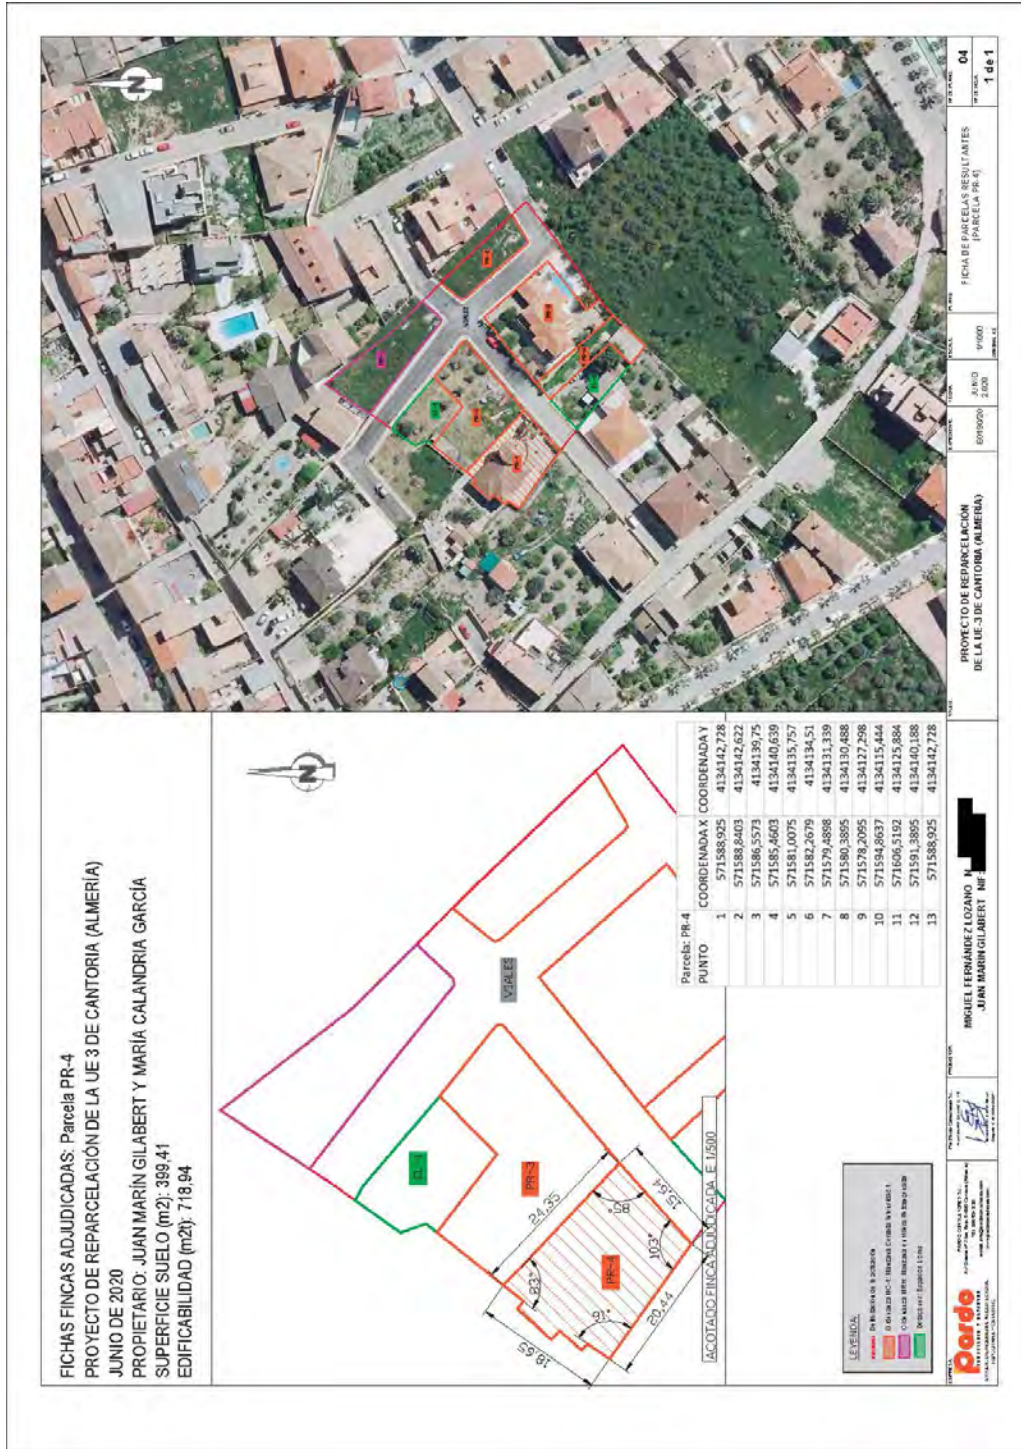 FICHAS FINCAS ADJUDICADAS: Parcela PR-4
PROYECTO DE REPARCELACIÓN DE LA UE 3 DE CANTORIA (ALMERÍA)
JUNIO DE 2020
PROPIETARIO: JUAN MARÍN GILABERT Y MARÍA CALANDRIA GARCÍA
SUPERFICIE SUELO (m2): 399,41
EDIFICABILIDAD (m2t): 718,94
N
VIALES
EL-1
PR-3
PR-4
24,95
15,64
20,44
18,65
83°
85°
103°
91°
ACOTADO FINCA ADJUDICADA E 1/500
Parcela: PR-4
PUNTO COORDENADA X COORDENADA Y
1 571588,925 4134142,728
2 571588,8403 4134142,622
3 571586,5573 4134139,75
4 571585,4603 4134140,639
5 571581,0075 4134135,757
6 571582,2679 4134134,51
7 571579,4898 4134131,339
8 571580,3895 4134130,488
9 571578,2095 4134127,298
10 571594,8637 4134115,444
11 571606,5192 4134125,884
12 571591,3895 4134140,188
13 571588,925 4134142,728
LEYENDA
N
VIALES
Pardo
MIGUEL FERNÁNDEZ LOZANO N
JUAN MARIN GILABERT NIF:
PROYECTO DE REPARCELACIÓN
DE LA UE-3 DE CANTORIA (ALMERIA)
E019020
JUNIO
2.020
1/1000
FICHA DE PARCELAS RESULTANTES
(PARCELA PR-4)
04
1 de 1